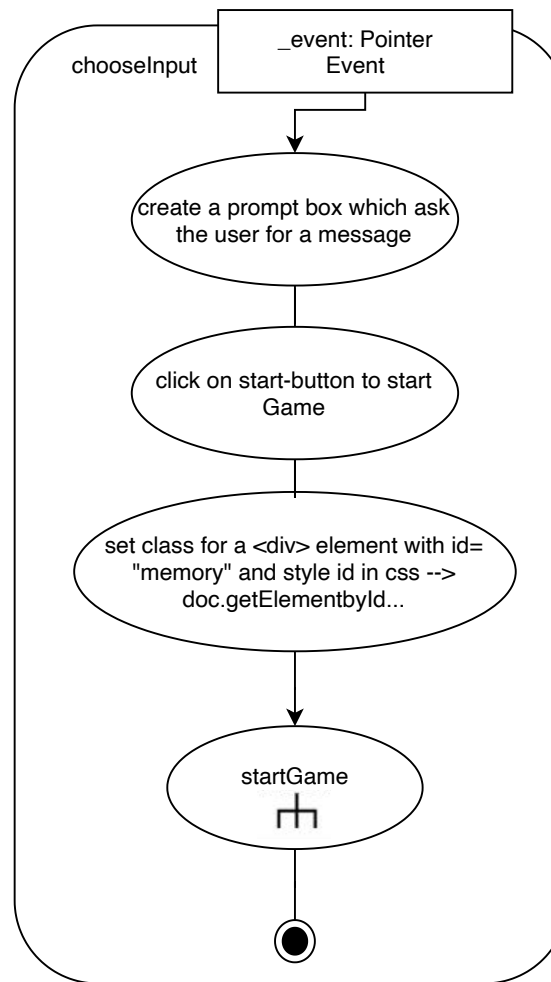 _event: Pointer
Event
chooseInput
create a prompt box which ask
the user for a message
click on start-button to start
Game
set class for a <div> element with id=
"memory" and style id in css -->
doc.getElementbyId...
startGame